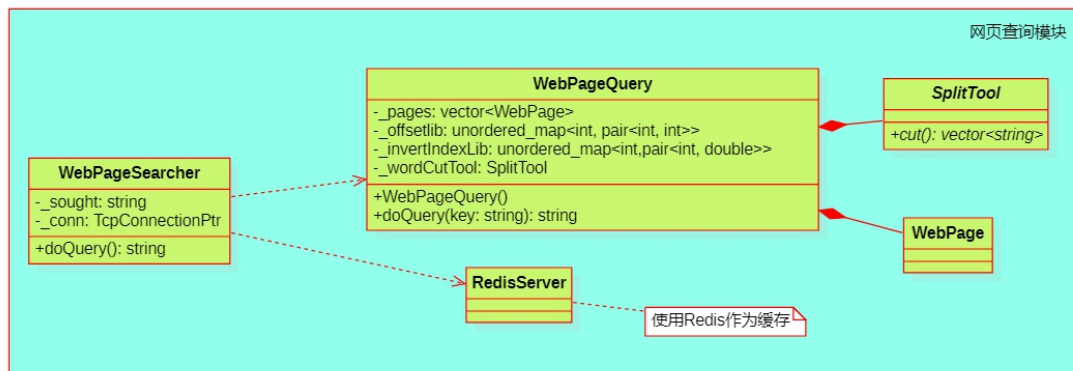 网页查询模块
WebPageQuery
-_pages: vector<WebPage>
-_offsetlib: unordered_map<int, pair<int, int>>
-_invertIndexLib: unordered_map<int,pair<int, double>>
-_wordCutTool: SplitTool
+WebPageQuery()
+doQuery(key: string): string
SplitTool
+cut(): vector<string>
WebPageSearcher
-_sought: string
-_conn: TcpConnectionPtr
+doQuery(): string
WebPage
RedisServer
使用Redis作为缓存